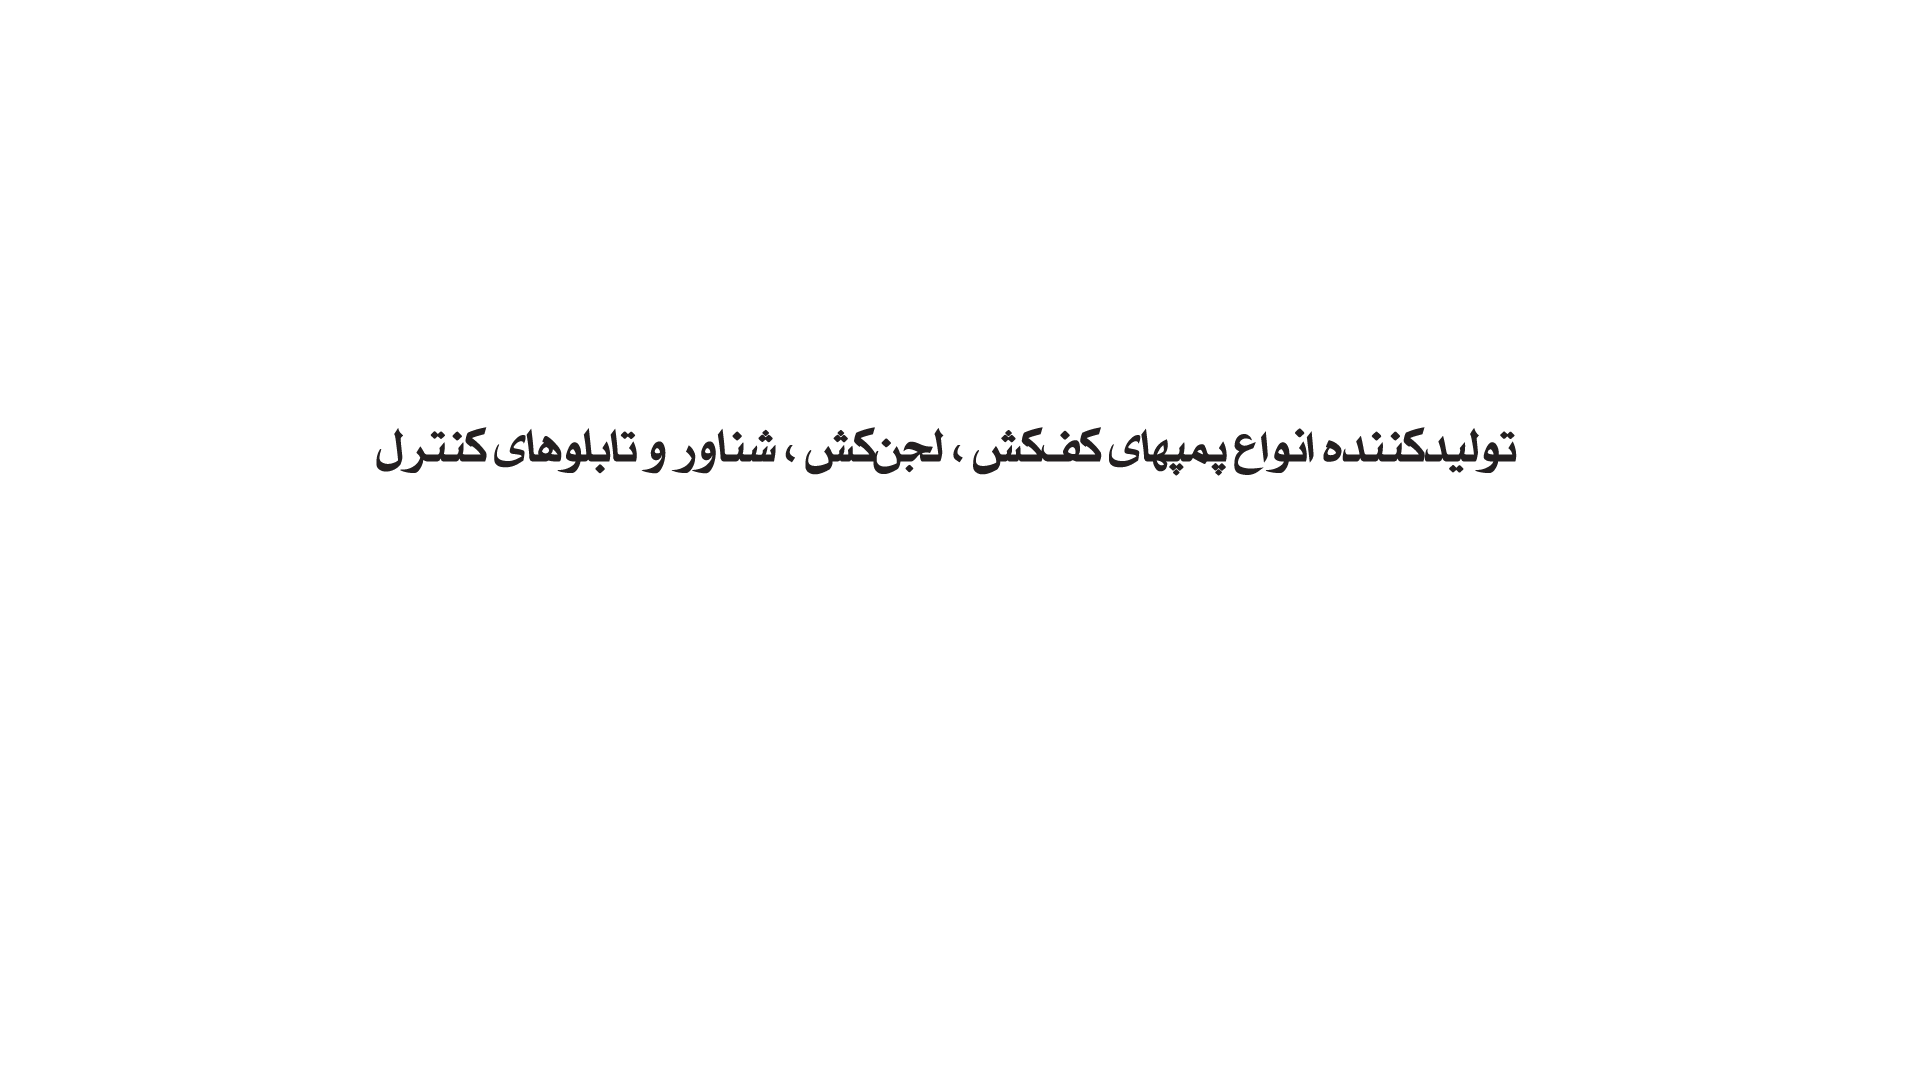 تولیدکننده انواع پمپهای کفکش ، لجن‌کش ، شناور و تابلوهای کنترل